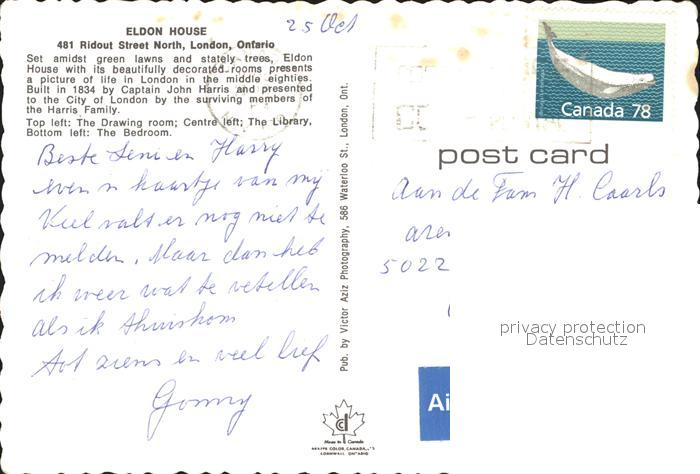 25 Oct
ELDON HOUSE
481 Ridout Street North, London, Ontario
Set amidst green lawns and stately trees, Eldon
House with its beautifully decorated rooms presents
a picture of life in London in the middle eighties.
Built in 1834 by Captain John Harris and presented
to the City of London by the surviving members of
the Harris Family.
Top left: The Drawing room; Centre left; The Library,
Bottom left: The Bedroom.
Beste Leni en Harry
even n kaartje van mij
Veel valt er nog niet te
melden. Maar dan heb
ik weer wat te vertellen
als ik thuiskom
Tot ziens en veel lief
Pub. by Victor Aziz Photography, 586 Waterloo St., London, Ont.
Made in Canada
Canada 78
post card
Aan de Fam H. Caarls
5022
privacy protection
Datenschutz
Ai